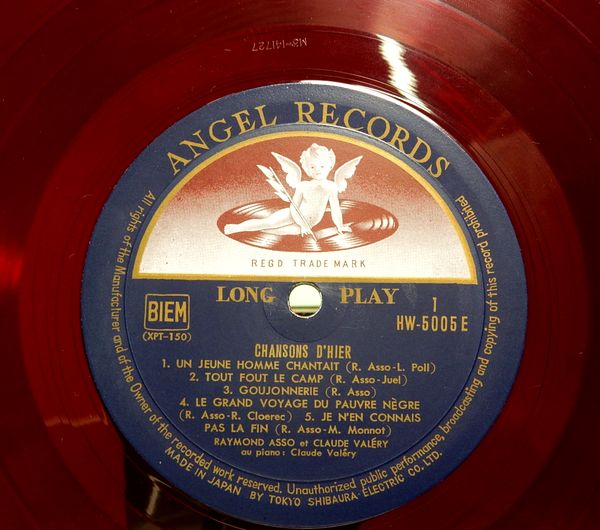 M3-141727
ANGEL RECORDS
REGD TRADE MARK
LONG PLAY
1
BIEM
(XPT-150)
HW-5005E
CHANSONS D'HIER
1. UN JEUNE HOMME CHANTAIT (R. Asso-L. Poll)
2. TOUT FOUT LE CAMP (R. Asso-Juel)
3. GOUJONNERIE (R. Asso)
4. LE GRAND VOYAGE DU PAUVRE NÈGRE
(R. Asso-R. Cloerec) 5. JE N'EN CONNAIS
PAS LA FIN (R. Asso-M. Monnot)
RAYMOND ASSO et CLAUDE VALÉRY
au piano: Claude Valéry
All rights of the Manufacturer and of the Owner of the recorded work reserved. Unauthorized public performance, broadcasting and copying of this record prohibited
MADE IN JAPAN BY TOKYO SHIBAURA ELECTRIC CO. LTD.